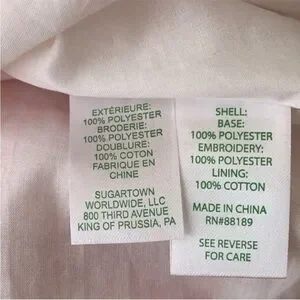 EXTÉRIEURE:
100% POLYESTER
BRODERIE:
100% POLYESTER
DOUBLURE:
100% COTON
FABRIQUE EN
CHINE
SUGARTOWN
WORLDWIDE, LLC
800 THIRD AVENUE
KING OF PRUSSIA, PA
SHELL:
BASE:
100% POLYESTER
EMBROIDERY:
100% POLYESTER
LINING:
100% COTTON
MADE IN CHINA
RN#88189
SEE REVERSE
FOR CARE